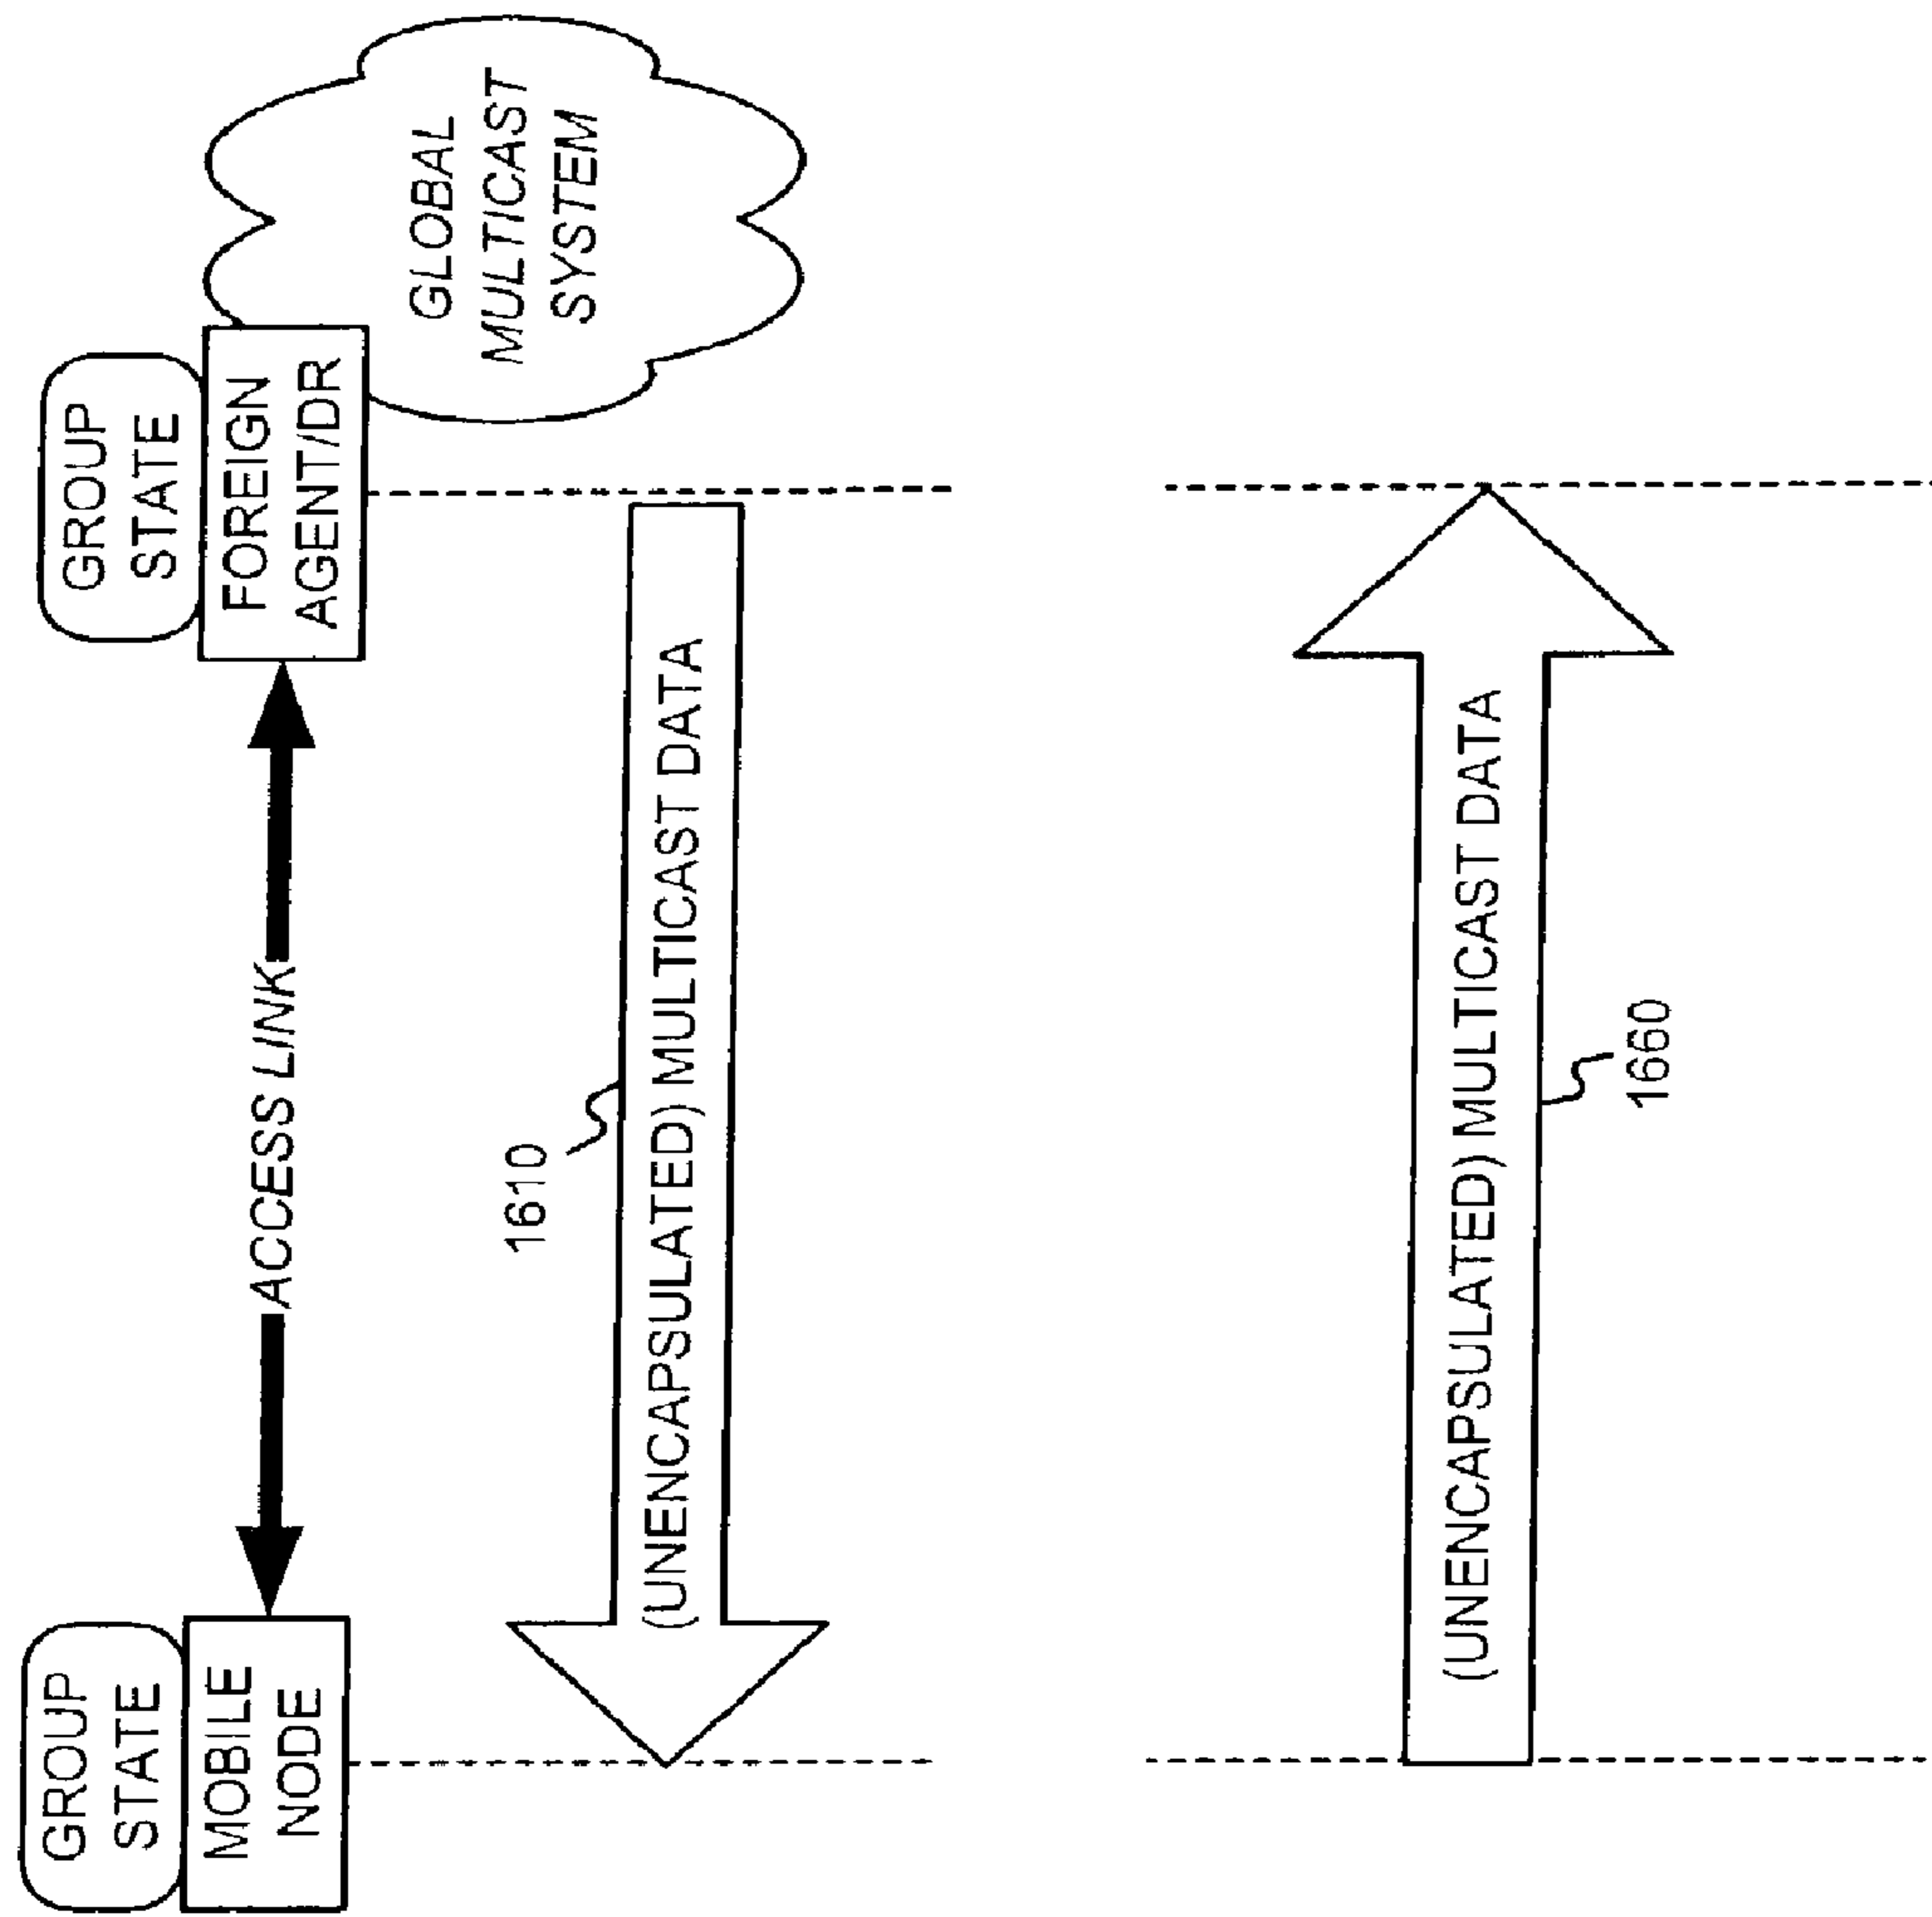 GROUP
STATE
MOBILE
NODE
ACCESS LINK
GROUP
STATE
FOREIGN
AGENT/DR
GLOBAL
MULTICAST
SYSTEM
1610
(UNENCAPSULATED) MULTICAST DATA
(UNENCAPSULATED) MULTICAST DATA
1660